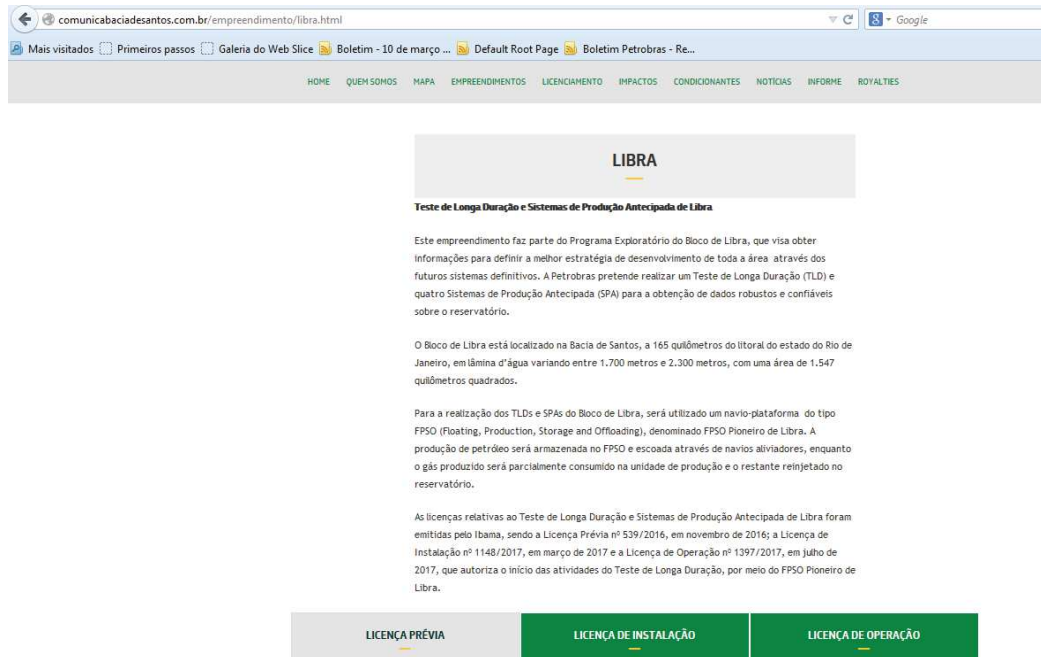 comunicabaciadesantos.com.br/empreendimento/libra.html
Google
Mais visitados Primeiros passos Galeria do Web Slice Boletim - 10 de março ... Default Root Page Boletim Petrobras - Re...
HOME QUEM SOMOS MAPA EMPREENDIMENTOS LICENCIAMENTO IMPACTOS CONDICIONANTES NOTÍCIAS INFORME ROYALTIES
LIBRA
Teste de Longa Duração e Sistemas de Produção Antecipada de Libra
Este empreendimento faz parte do Programa Exploratório do Bloco de Libra, que visa obter
informações para definir a melhor estratégia de desenvolvimento de toda a área através dos
futuros sistemas definitivos. A Petrobras pretende realizar um Teste de Longa Duração (TLD) e
quatro Sistemas de Produção Antecipada (SPA) para a obtenção de dados robustos e confiáveis
sobre o reservatório.
O Bloco de Libra está localizado na Bacia de Santos, a 165 quilômetros do litoral do estado do Rio de
Janeiro, em lâmina d'água variando entre 1.700 metros e 2.300 metros, com uma área de 1.547
quilômetros quadrados.
Para a realização dos TLDs e SPAs do Bloco de Libra, será utilizado um navio-plataforma do tipo
FPSO (Floating, Production, Storage and Offloading), denominado FPSO Pioneiro de Libra. A
produção de petróleo será armazenada no FPSO e escoada através de navios aliviadores, enquanto
o gás produzido será parcialmente consumido na unidade de produção e o restante reinjetado no
reservatório.
As licenças relativas ao Teste de Longa Duração e Sistemas de Produção Antecipada de Libra foram
emitidas pelo Ibama, sendo a Licença Prévia nº 539/2016, em novembro de 2016; a Licença de
Instalação nº 1148/2017, em março de 2017 e a Licença de Operação nº 1397/2017, em julho de
2017, que autoriza o início das atividades do Teste de Longa Duração, por meio do FPSO Pioneiro de
Libra.
LICENÇA PRÉVIA LICENÇA DE INSTALAÇÃO LICENÇA DE OPERAÇÃO